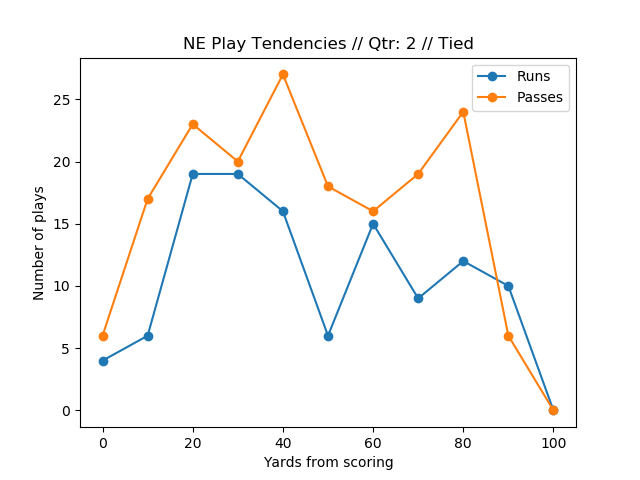 NE Play Tendencies // Qtr: 2 // Tied
Runs
Passes
Number of plays
25
20
15
10
5
0
0 20 40 60 80 100
Yards from scoring